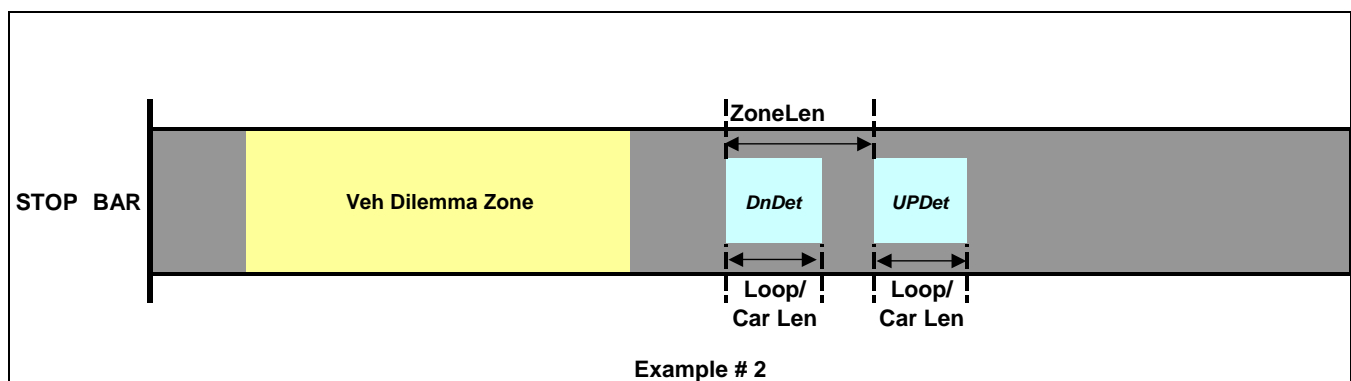 ZoneLen
STOP BAR
Veh Dilemma Zone
DnDet
UPDet
Loop/
Car Len
Loop/
Car Len
Example # 2